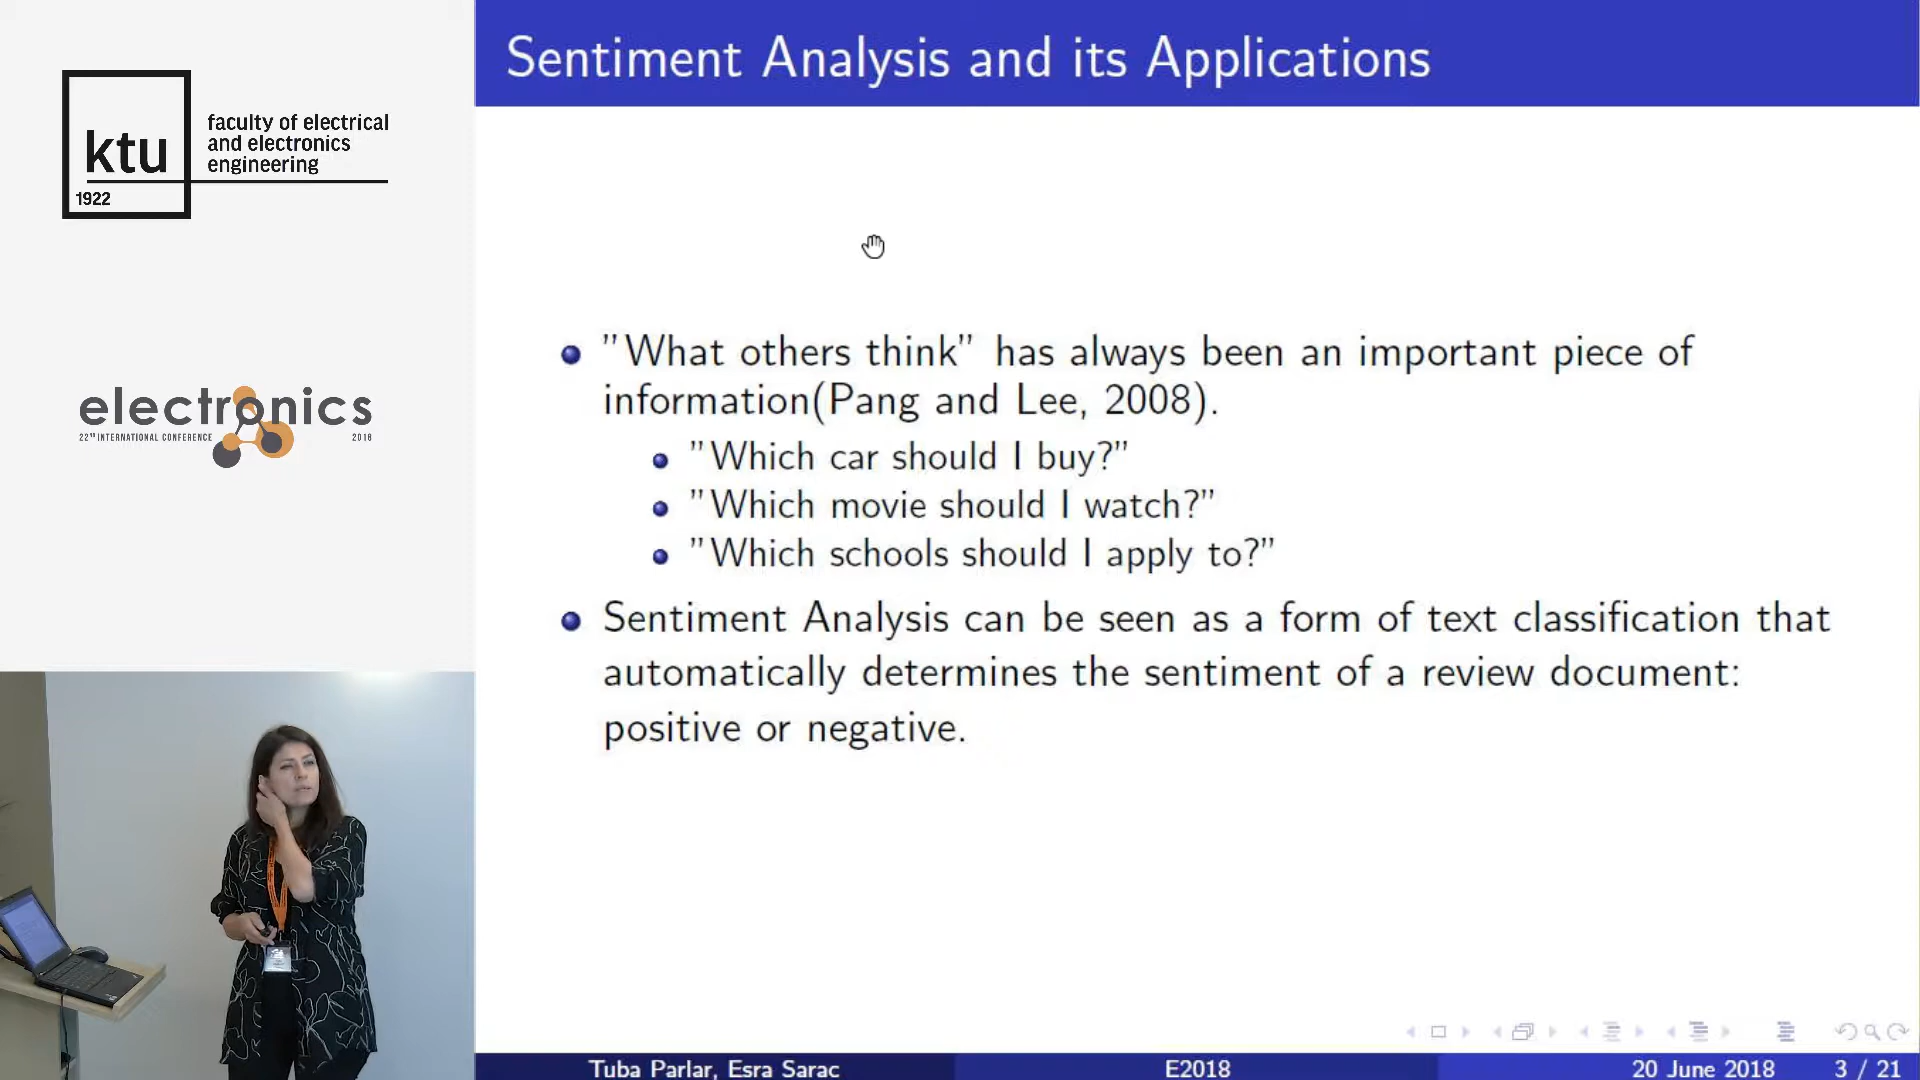 Sentiment Analysis and its Applications
ktu
1922
faculty of electrical
and electronics
engineering
electronics
22nd INTERNATIONAL CONFERENCE 2018
"What others think" has always been an important piece of
information(Pang and Lee, 2008).
"Which car should I buy?"
"Which movie should I watch?"
"Which schools should I apply to?"
Sentiment Analysis can be seen as a form of text classification that
automatically determines the sentiment of a review document:
positive or negative.
Tuba Parlar, Esra Sarac E2018 20 June 2018 3 / 21